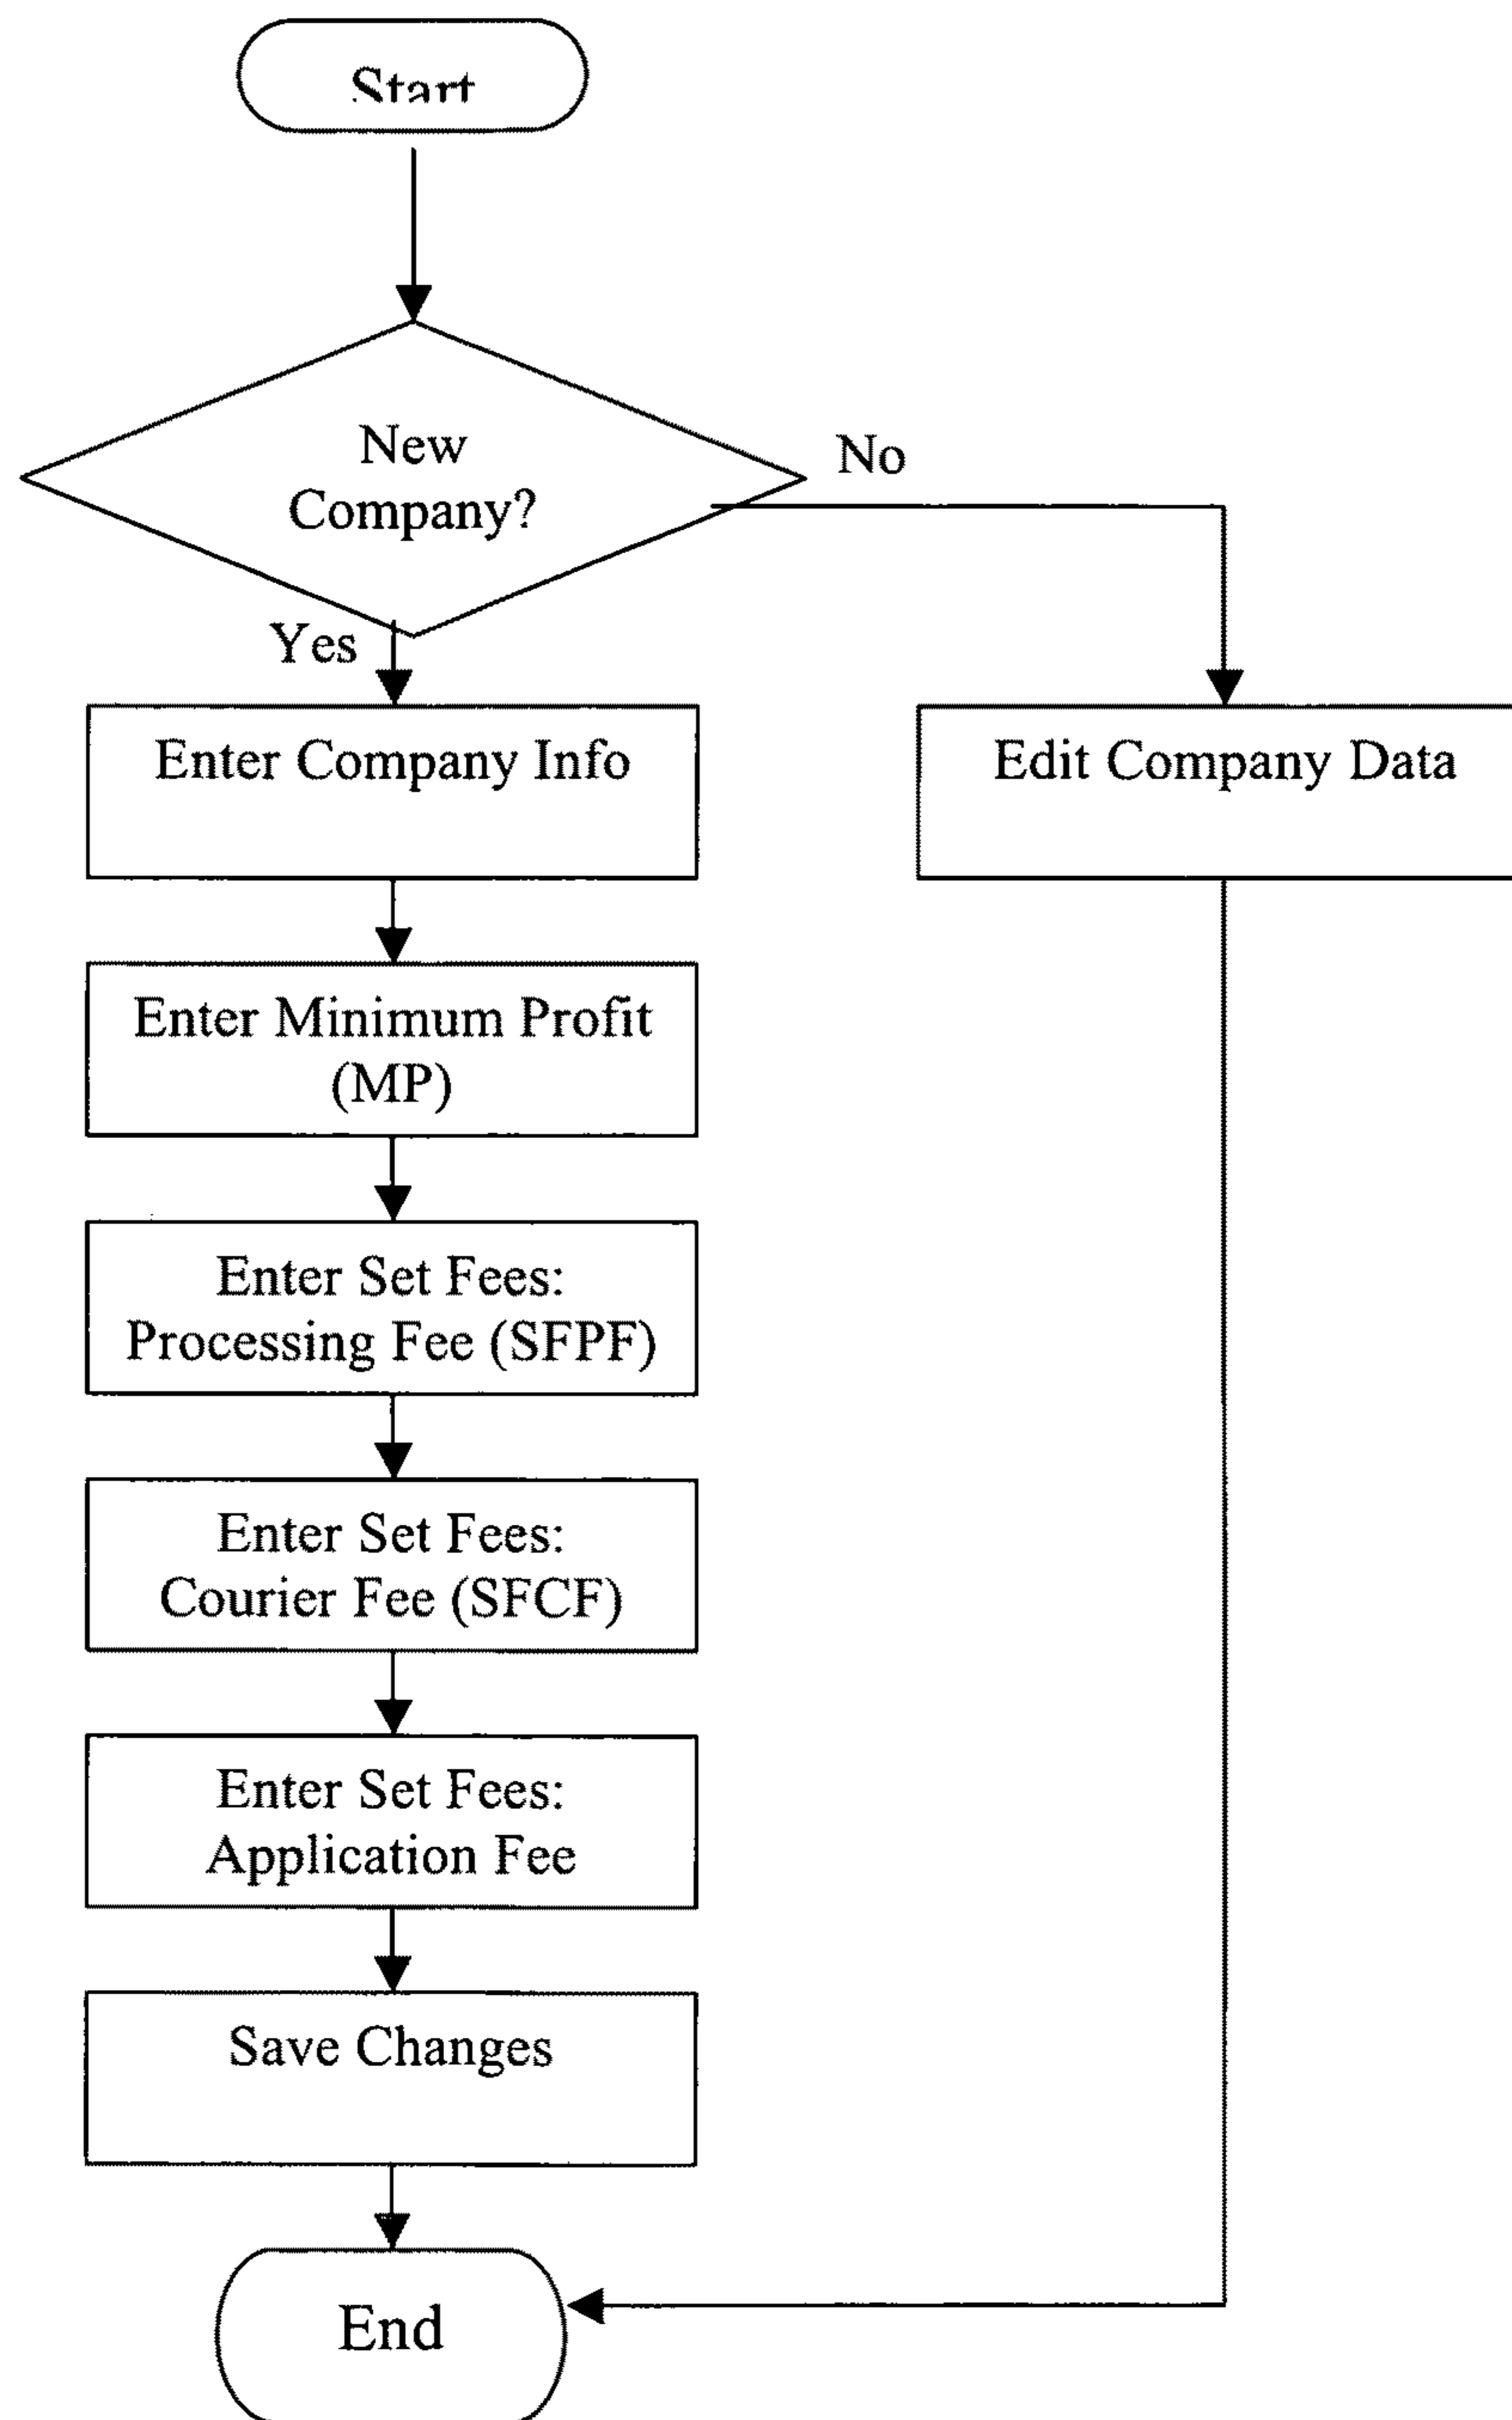 Start
New
Company?
No
Yes
Enter Company Info
Edit Company Data
Enter Minimum Profit
(MP)
Enter Set Fees:
Processing Fee (SFPF)
Enter Set Fees:
Courier Fee (SFCF)
Enter Set Fees:
Application Fee
Save Changes
End